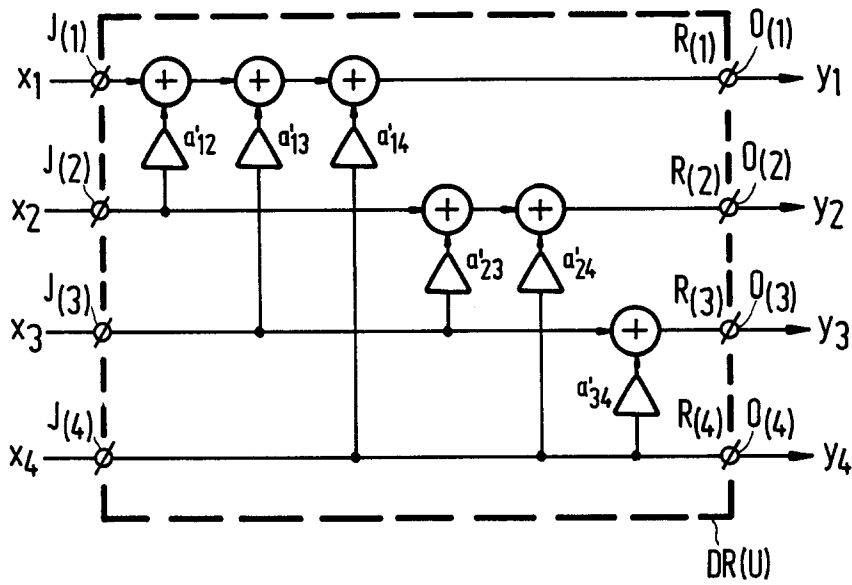 J(1) R(1) O(1)
x1 + + + y1
a'12 a'13 a'14
J(2) R(2) O(2)
x2 + + y2
a'23 a'24
J(3) R(3) O(3)
x3 + y3
a'34
J(4) R(4) O(4)
x4 y4
DR(U)